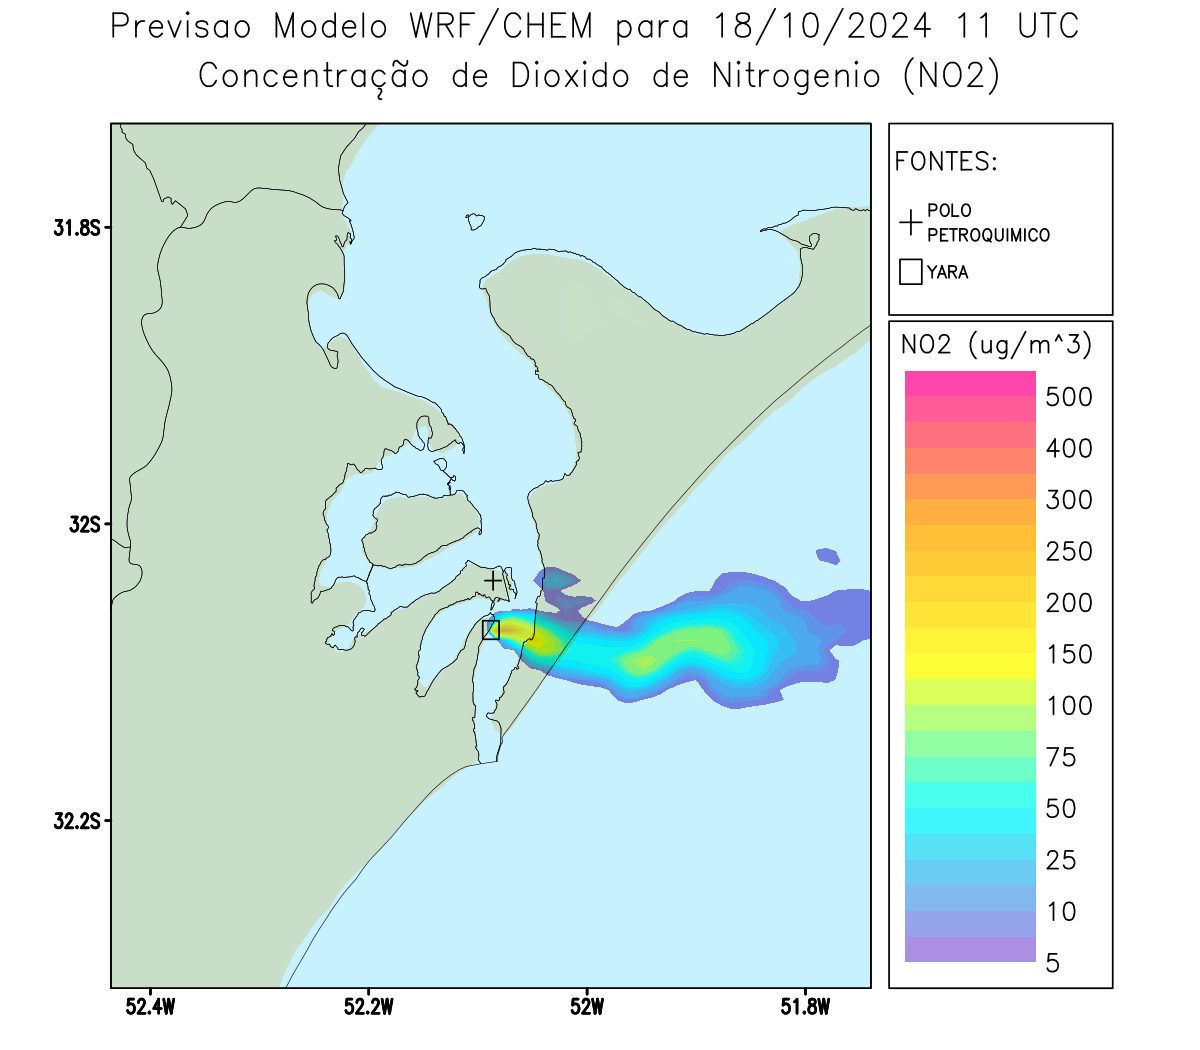 Previsao Modelo WRF/CHEM para 18/10/2024 11 UTC
Concentração de Dioxido de Nitrogenio (NO2)
FONTES:
POLO
PETROQUIMICO
YARA
31.8S
32S
32.2S
52.4W
52.2W
52W
51.8W
NO2 (ug/m^3)
500
400
300
250
200
150
100
75
50
25
10
5